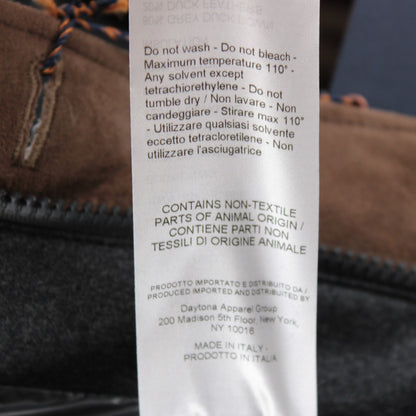 Do not wash - Do not bleach -
Maximum temperature 110° -
Any solvent except
tetrachiorethylene - Do not
tumble dry / Non lavare - Non
candeggiare - Stirare max 110°
- Utilizzare qualsiasi solvente
eccetto tetracloretilene - Non
utilizzare l'asciugatrice
CONTAINS NON-TEXTILE
PARTS OF ANIMAL ORIGIN /
CONTIENE PARTI NON
TESSILI DI ORIGINE ANIMALE
PRODOTTO IMPORTATO E DISTRIBUITO DA /
PRODUCED IMPORTED AND DISTRIBUTED BY
Daytona Apparel Group
200 Madison 5th Floor, New York,
NY 10016
MADE IN ITALY -
PRODOTTO IN ITALIA